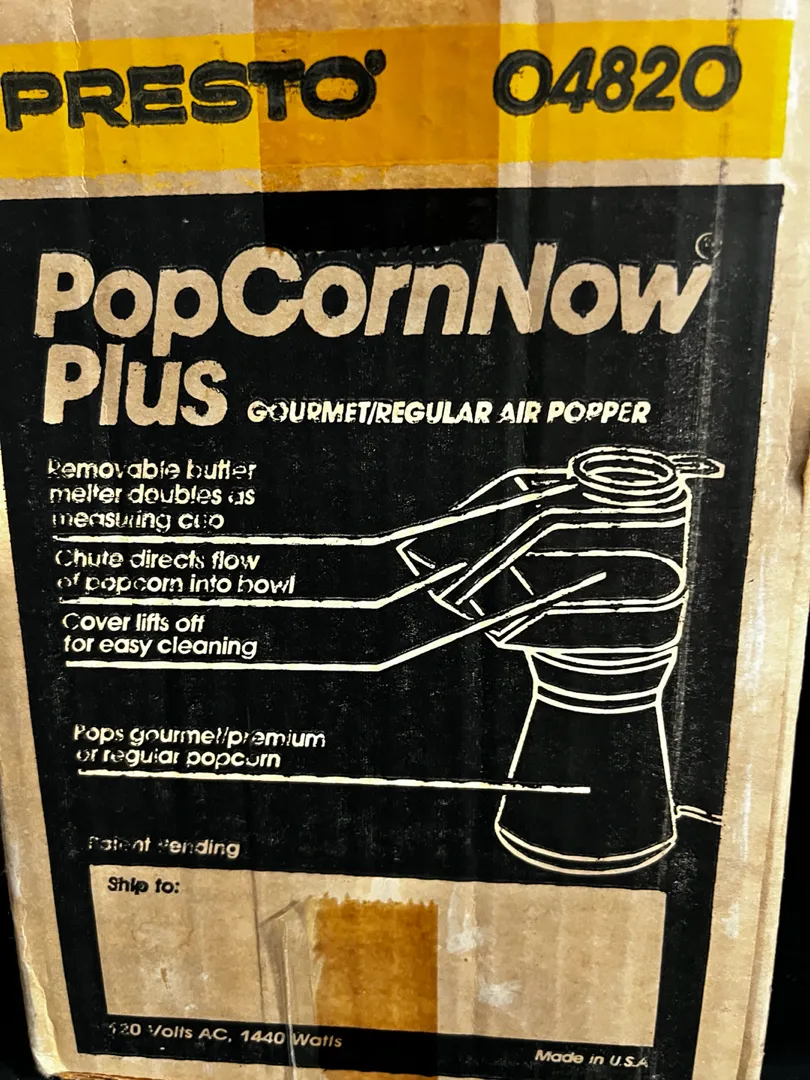 PRESTO® 04820
PopCornNow®
Plus GOURMET/REGULAR AIR POPPER
Removable butter
melter doubles as
measuring cup
Chute directs flow
of popcorn into bowl
Cover lifts off
for easy cleaning
Pops gourmet/premium
or regular popcorn
Patent Pending
Ship to:
120 Volts AC, 1440 Watts
Made in U.S.A.